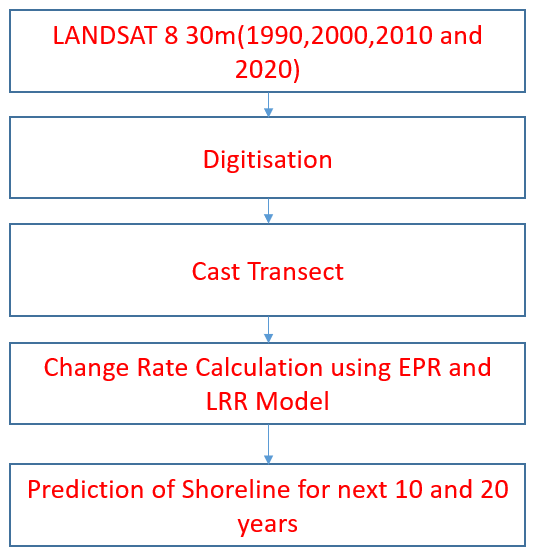 LANDSAT 8 30m(1990,2000,2010 and
2020)
Digitisation
Cast Transect
Change Rate Calculation using EPR and
LRR Model
Prediction of Shoreline for next 10 and 20
years